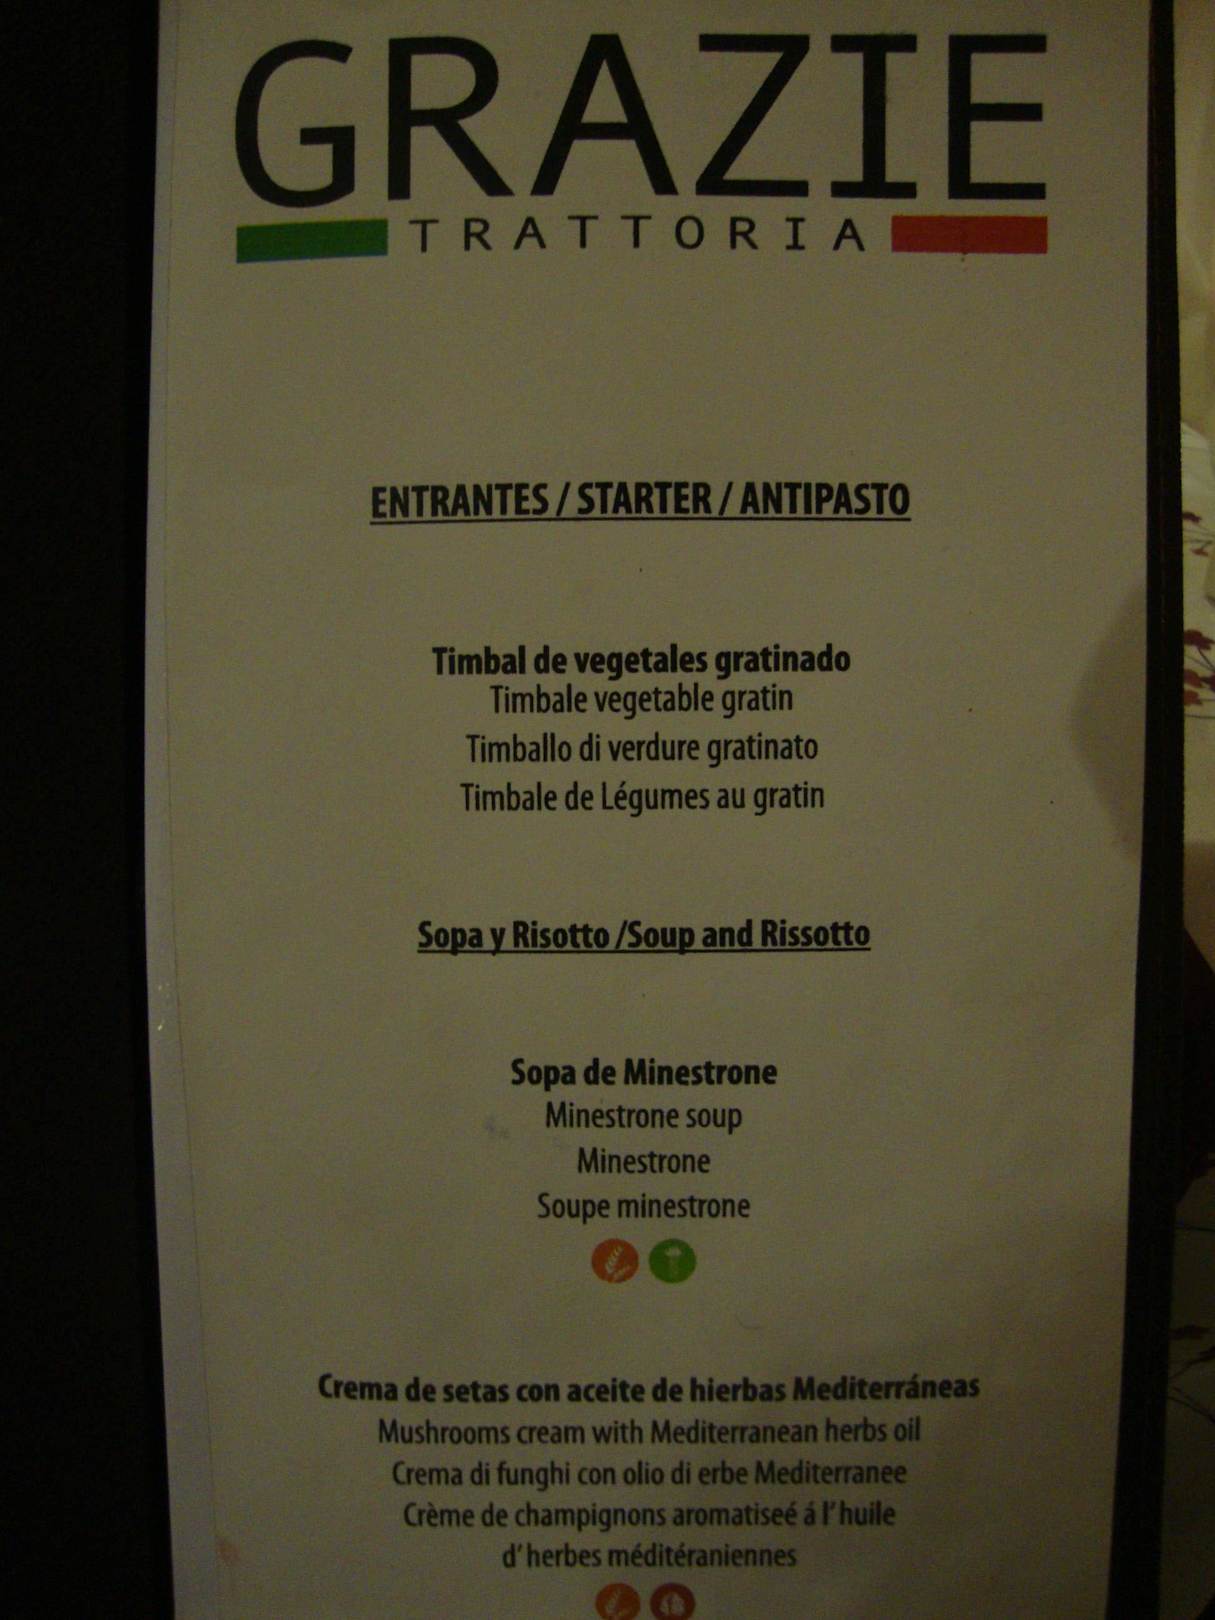 GRAZIE
TRATTORIA
ENTRANTES / STARTER / ANTIPASTO
Timbal de vegetales gratinado
Timbale vegetable gratin
Timballo di verdure gratinato
Timbale de Légumes au gratin
Sopa y Risotto /Soup and Rissotto
Sopa de Minestrone
Minestrone soup
Minestrone
Soupe minestrone
Crema de setas con aceite de hierbas Mediterráneas
Mushrooms cream with Mediterranean herbs oil
Crema di funghi con olio di erbe Mediterranee
Crème de champignons aromatiseé á l' huile
d' herbes méditéraniennes